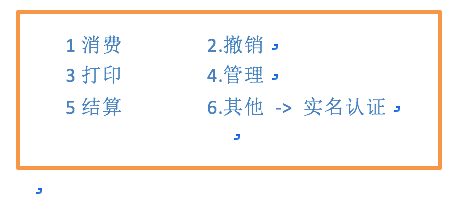 1 消费 2.撤销
3 打印 4.管理
5 结算 6.其他 -> 实名认证